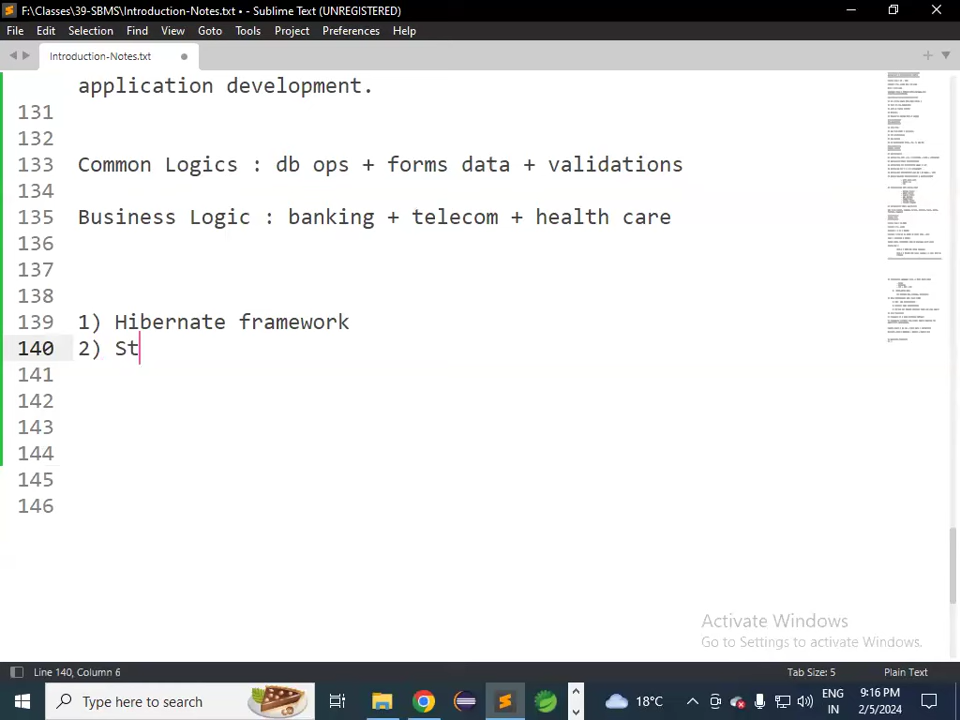 F:\Classes\39-SBMS\Introduction-Notes.txt • - Sublime Text (UNREGISTERED)
File Edit Selection Find View Goto Tools Project Preferences Help
Introduction-Notes.txt
application development.
131
132
133 Common Logics : db ops + forms data + validations
134
135 Business Logic : banking + telecom + health care
136
137
138
139 1) Hibernate framework
140 2) St
141
142
143
144
145
146
Activate Windows
Go to Settings to activate Windows.
Line 140, Column 6 Tab Size: 5 Plain Text
Type here to search 18°C ENG IN 9:16 PM 2/5/2024